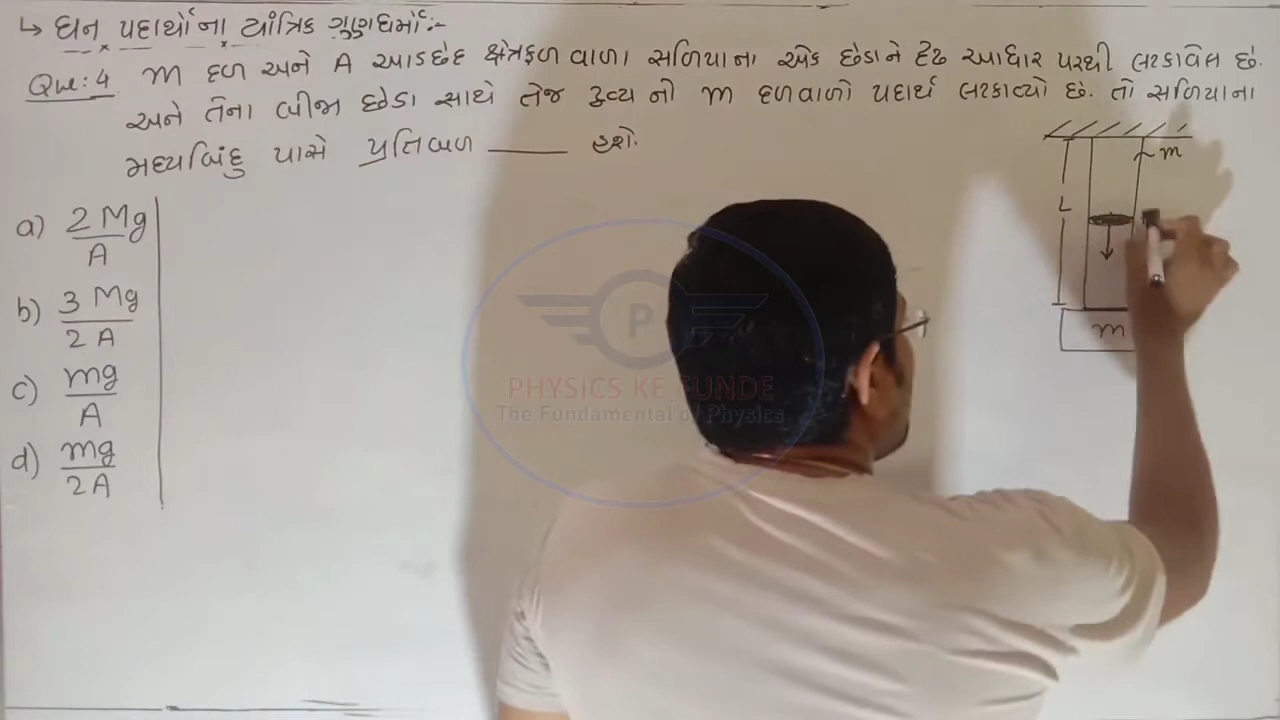 ↳ ઘન પદાર્થોના યાંત્રિક ગુણધર્મો:-
Que: 4 m દળ અને A આડછેદ ક્ષેત્રફળ વાળા સળિયાના એક છેડાને દૃઢ આધાર પરથી લટકાવેલ છે.
અને તેના બીજા છેડા સાથે તેજ દ્રવ્ય નો m દળવાળો પદાર્થ લટકાવ્યો છે. તો સળિયાના
મધ્યબિંદુ પાસે પ્રતિબળ ______ હશે.
a) 2Mg/A
b) 3Mg/2A
c) mg/A
d) mg/2A
m
L
m
P
PHYSICS KE FUNDE
The Fundamental of Physics